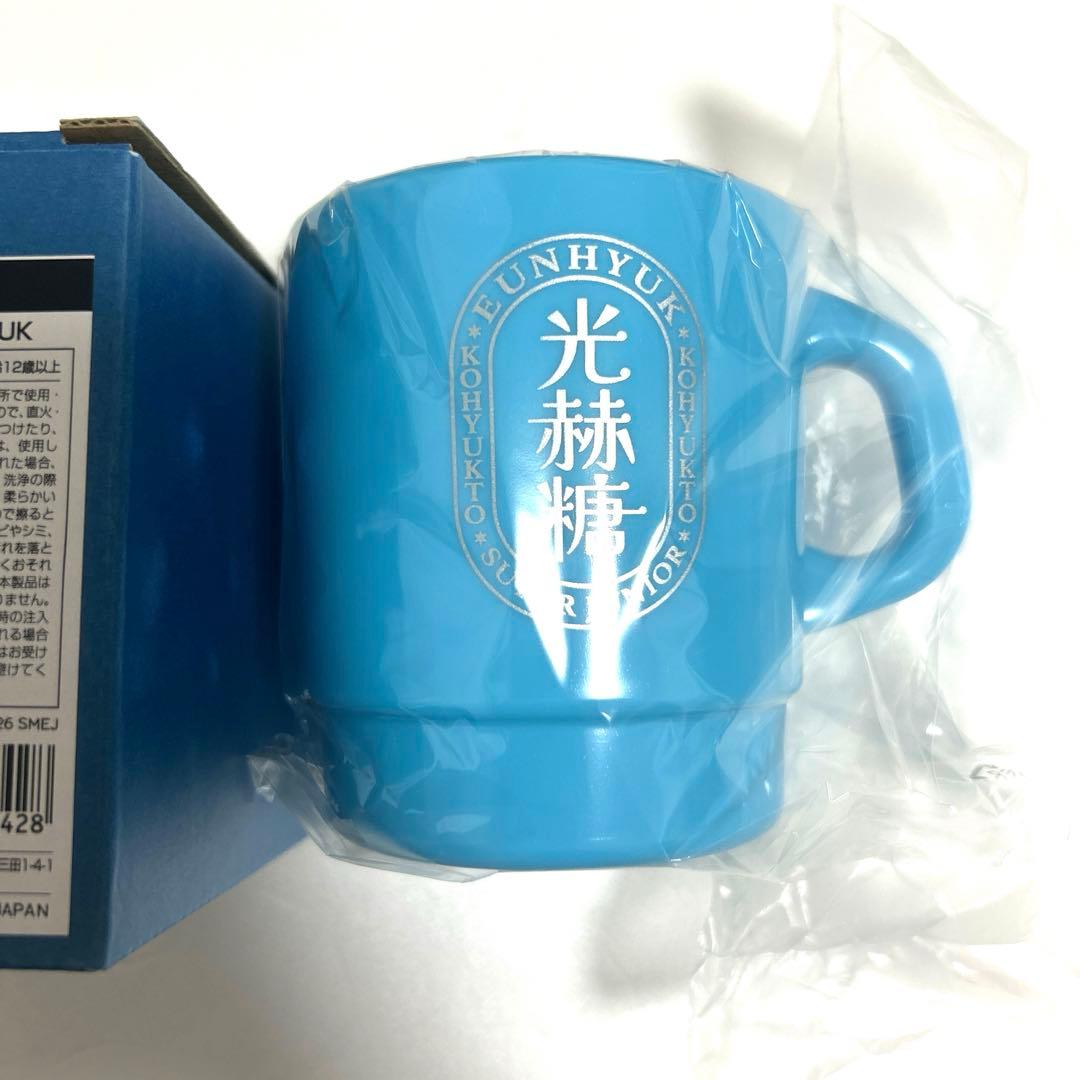 UK
12歳以上
所で使用・
ので、直火・
つけたり、
は、使用し
れた場合、
洗浄の際
柔らかい
ので擦ると
ビやシミ、
れを落と
くおそれ
本製品は
りません。
時の注入
れる場合
はお受け
避けてく
26 SMEJ
428
三田1-4-1
JAPAN
EUNHYUK
KOHYUKTO
光赫糖
KOHYUKTO
SUPER JUNIOR